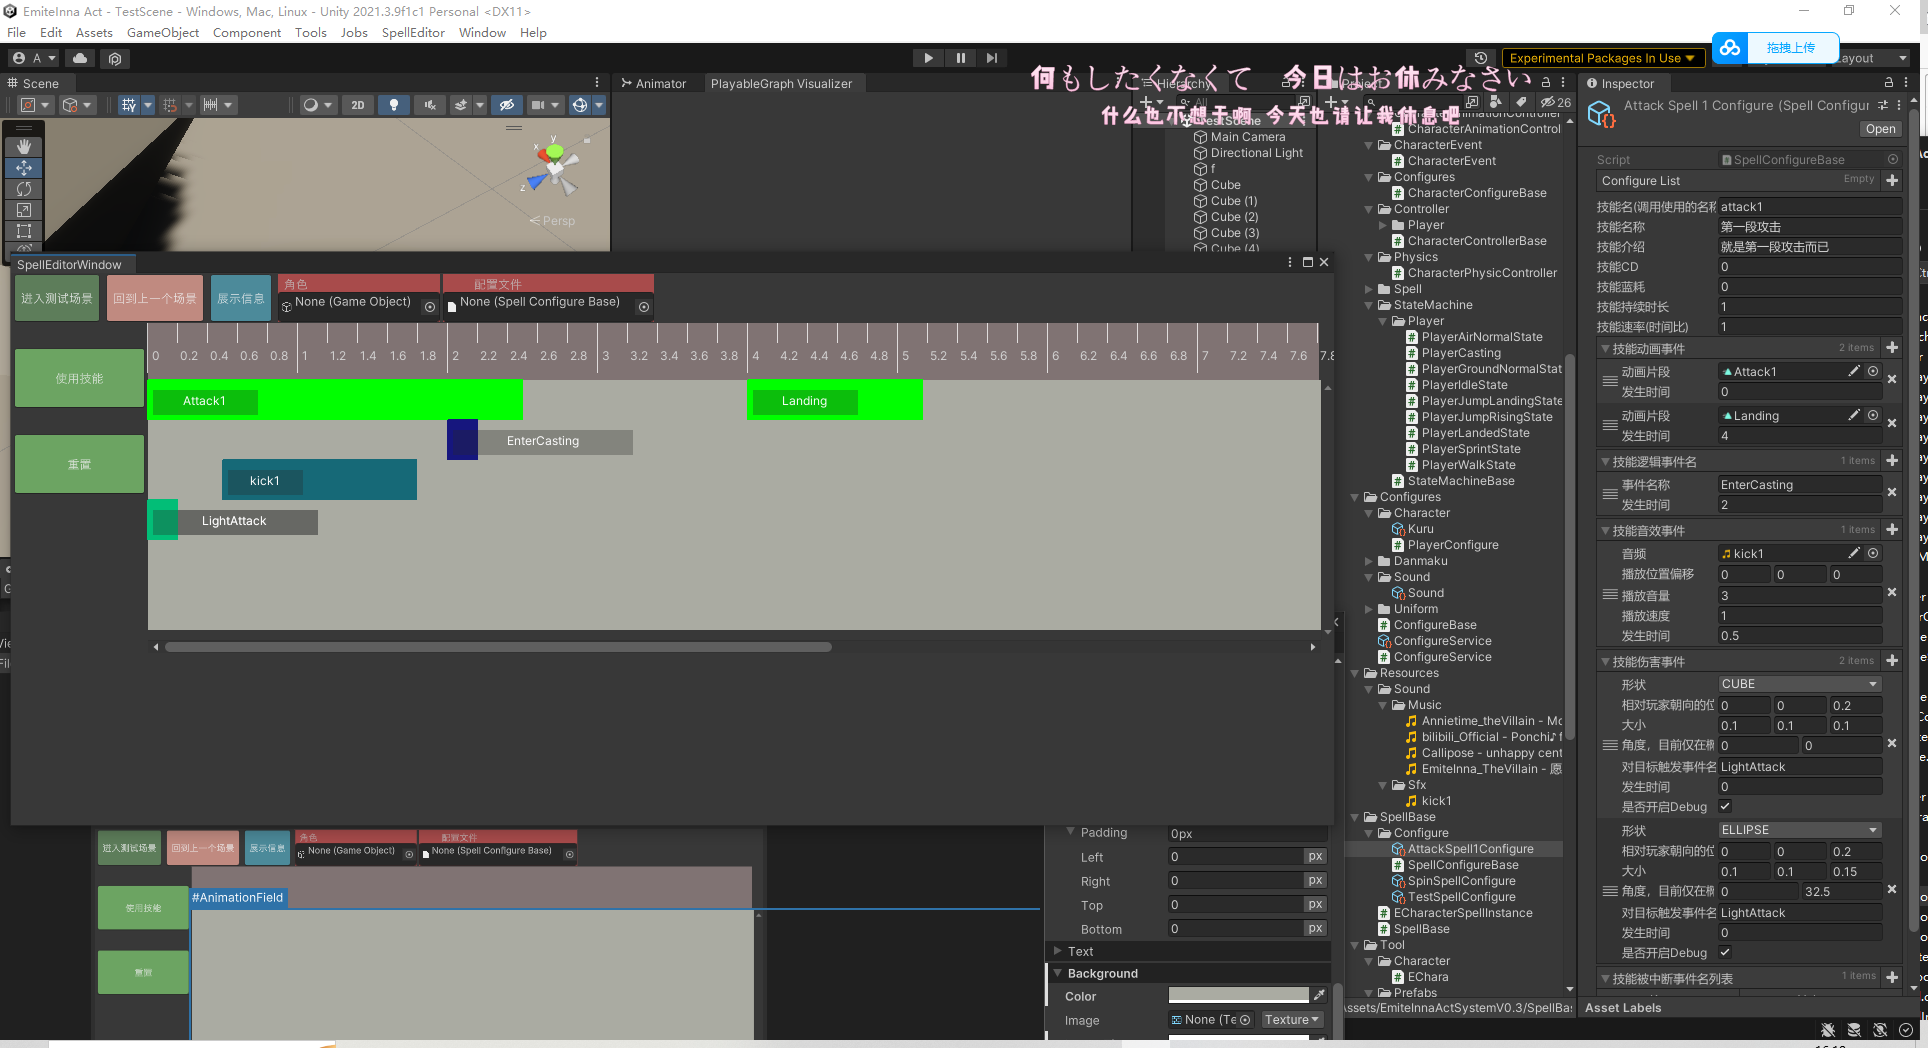 EmiteInna Act - TestScene - Windows, Mac, Linux - Unity 2021.3.9f1c1 Personal <DX11>
File Edit Assets GameObject Component Tools Jobs SpellEditor Window Help
A
Experimental Packages In Use
拖拽上传
ayout
Scene
Animator
PlayableGraph Visualizer
2D
何もしたくなくて 今日はお休みなさい
什么也不想干啊 今天也请让我休息吧
26
y
x
z
Persp
Main Camera
Directional Light
f
Cube
Cube (1)
Cube (2)
Cube (3)
Cube (4)
SpellEditorWindow
进入测试场景
回到上一个场景
展示信息
角色
None (Game Object)
配置文件
None (Spell Configure Base)
0 0.2 0.4 0.6 0.8 1 1.2 1.4 1.6 1.8 2 2.2 2.4 2.6 2.8 3 3.2 3.4 3.6 3.8 4 4.2 4.4 4.6 4.8 5 5.2 5.4 5.6 5.8 6 6.2 6.4 6.6 6.8 7 7.2 7.4 7.6 7.8
使用技能
重置
Attack1
Landing
EnterCasting
kick1
LightAttack
进入测试场景
回到上一个场景
展示信息
角色
None (Game Object)
配置文件
None (Spell Configure Base)
使用技能
#AnimationField
重置
Padding 0px
Left 0 px
Right 0 px
Top 0 px
Bottom 0 px
Text
Background
Color
Image None (Te Texture
CharacterAnimationControl
CharacterEvent
CharacterEvent
Configures
CharacterConfigureBase
Controller
Player
CharacterControllerBase
Physics
CharacterPhysicController
Spell
StateMachine
Player
PlayerAirNormalState
PlayerCasting
PlayerGroundNormalStat
PlayerIdleState
PlayerJumpLandingState
PlayerJumpRisingState
PlayerLandedState
PlayerSprintState
PlayerWalkState
StateMachineBase
Configures
Character
Kuru
PlayerConfigure
Danmaku
Sound
Sound
Uniform
ConfigureBase
ConfigureService
ConfigureService
Resources
Sound
Music
Annietime_theVillain - Mc
bilibili_Official - Ponchi♪ f
Callipose - unhappy cent
EmiteInna_TheVillain - 愿
Sfx
kick1
SpellBase
Configure
AttackSpell1Configure
SpellConfigureBase
SpinSpellConfigure
TestSpellConfigure
ECharacterSpellInstance
SpellBase
Tool
Character
EChara
Prefabs
Assets/EmiteInnaActSystemV0.3/SpellBas
Inspector
Attack Spell 1 Configure (Spell Configur
Open
Script SpellConfigureBase
Configure List Empty
技能名(调用使用的名称 attack1
技能名称 第一段攻击
技能介绍 就是第一段攻击而已
技能CD 0
技能蓝耗 0
技能持续时长 1
技能速率(时间比) 1
技能动画事件 2 items
动画片段 Attack1
发生时间 0
动画片段 Landing
发生时间 4
技能逻辑事件名 1 items
事件名称 EnterCasting
发生时间 2
技能音效事件 1 items
音频 kick1
播放位置偏移 0 0 0
播放音量 3
播放速度 1
发生时间 0.5
技能伤害事件 2 items
形状 CUBE
相对玩家朝向的位 0 0 0.2
大小 0.1 0.1 0.1
角度，目前仅在椭 0 0
对目标触发事件名 LightAttack
发生时间 0
是否开启Debug
形状 ELLIPSE
相对玩家朝向的位 0 0 0.2
大小 0.1 0.1 0.15
角度，目前仅在椭 0 32.5
对目标触发事件名 LightAttack
发生时间 0
是否开启Debug
技能被中断事件名列表 1 items
Asset Labels